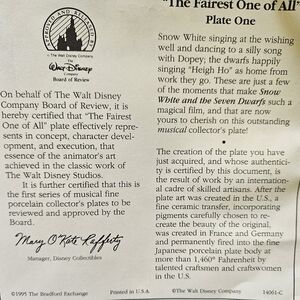 "The Fairest One of All"
Plate One
© The Walt Disney Company
Walt Disney
Company
Board of Review
On behalf of The Walt Disney
Company Board of Review, it is
hereby certified that "The Fairest
One of All" plate effectively repre-
sents in concept, character devel-
opment, and execution, that
essence of the animator's art
achieved in the classic work of
The Walt Disney Studios.
It is further certified that this
is the first series of musical fine
porcelain collector's plates to be
reviewed and approved by the
Board.
Mary O'Kate Lafferty
Manager, Disney Collectibles
Snow White singing at the wishing
well and dancing to a silly song
with Dopey; the dwarfs happily
singing "Heigh Ho" as home from
work they go. These are just a few
of the moments that make Snow
White and the Seven Dwarfs such
a magical film, and that are now
yours to cherish on this outstanding
musical collector's plate!
•
The creation of the plate you have
just acquired, and whose authentici-
ty is certified by this document, is
the result of work by an internation-
al cadre of skilled artisans. After the
plate art was created in the U.S., a
fine ceramic transfer, incorporating
pigments carefully chosen to re-
create the beauty of the original,
was created in France and Germany
and permanently fired into the fine
Japanese porcelain plate body at
more than 1,460° Fahrenheit by
talented craftsmen and craftswomen
in the U.S.
©1995 The Bradford Exchange
Printed in U.S.A.
©The Walt Disney Company
14061-C